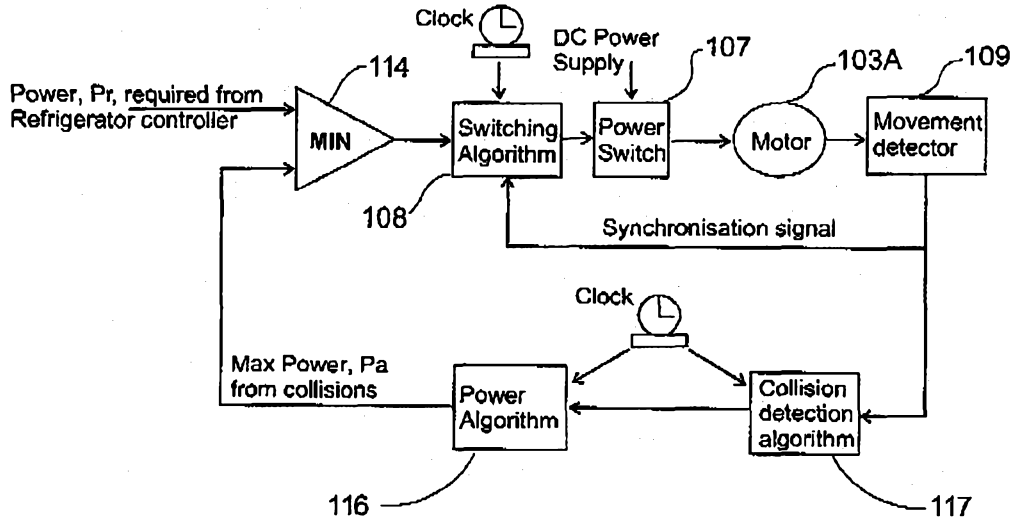 Clock
DC Power
Supply
107
103A
109
114
Power, Pr, required from
Refrigerator controller
MIN
Switching
Algorithm
Power
Switch
Motor
Movement
detector
108
Synchronisation signal
Clock
Max Power, Pa
from collisions
Power
Algorithm
Collision
detection
algorithm
116
117